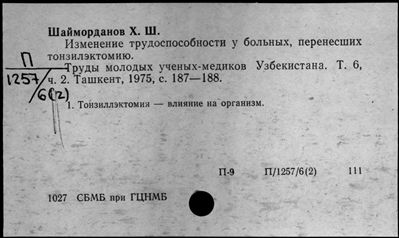 Шайморданов Х. Ш.
Изменение трудоспособности у больных, перенесших
тонзилэктомию.
Труды молодых ученых-медиков Узбекистана. Т. 6,
ч. 2. Ташкент, 1975, с. 187—188.
П
1257
/6(2)
1. Тонзиллэктомия — влияние на организм.
П-9 П/1257/6(2) 111
1027 СБМБ при ГЦНМБ